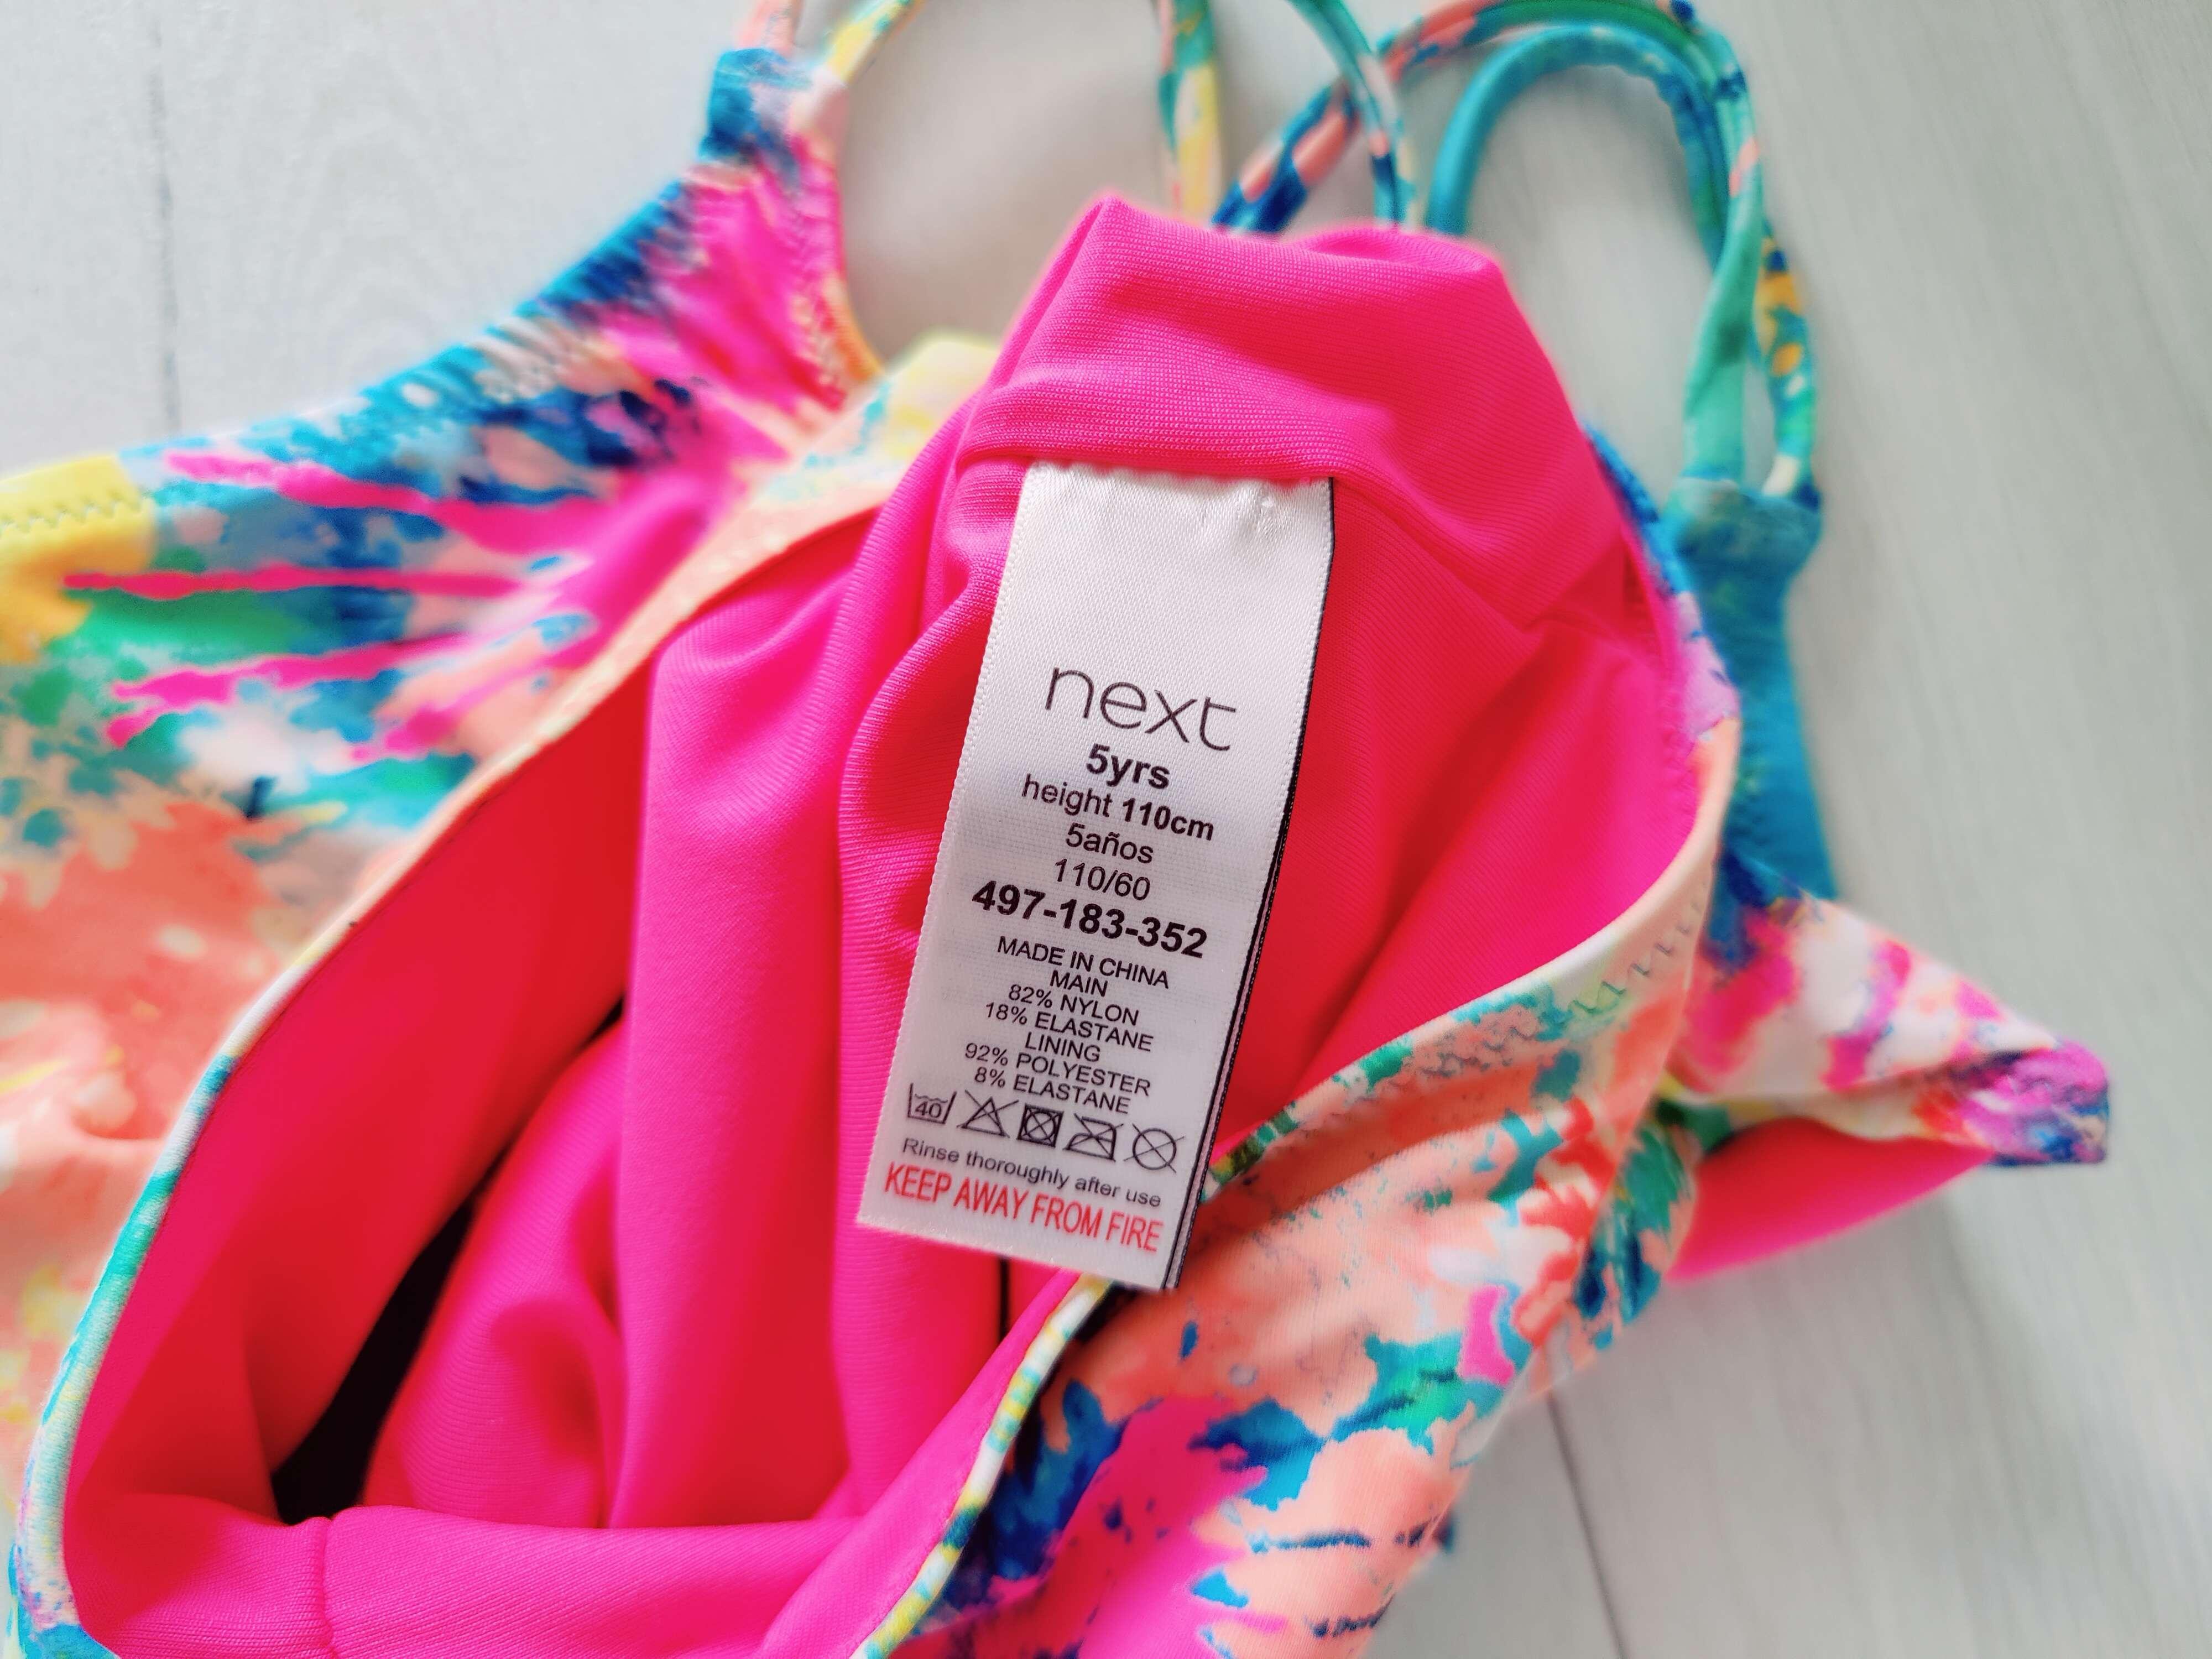 next
5yrs
height 110cm
5años
110/60
497-183-352
MADE IN CHINA
MAIN
82% NYLON
18% ELASTANE
LINING
92% POLYESTER
8% ELASTANE
40
Rinse thoroughly after use
KEEP AWAY FROM FIRE